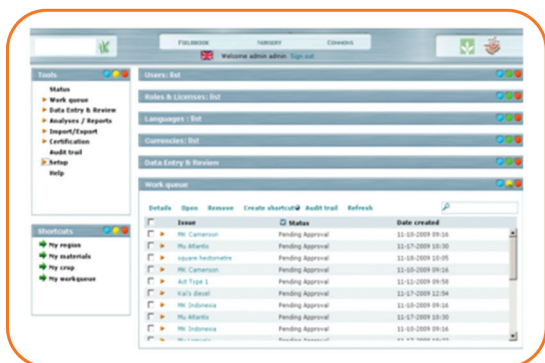 FIELDBOOK NURSERY COMMONS
Welcome admin admin Sign out
Tools
Status
Work queue
Data Entry & Review
Analyses / Reports
Import/Export
Certification
Audit trail
Setup
Help
Shortcuts
My region
My materials
My crop
My workqueue
Users: list
Roles & Licenses: list
Languages : list
Currencies: list
Data Entry & Review
Work queue
Details Open Remove Create shortcut Audit trail Refresh
Issue Status Date created
MK Cameroon Pending Approval 11-10-2009 09:16
Mu Atlantis Pending Approval 11-17-2009 10:30
square hectometre Pending Approval 11-18-2009 10:05
MK Cameroon Pending Approval 11-10-2009 09:16
Act Type 1 Pending Approval 11-11-2009 09:58
Kai's diesel Pending Approval 11-17-2009 12:54
MK Indonesia Pending Approval 11-10-2009 09:16
Mu Atlantis Pending Approval 11-17-2009 10:30
MK Indonesia Pending Approval 11-10-2009 09:16
Pending Approval